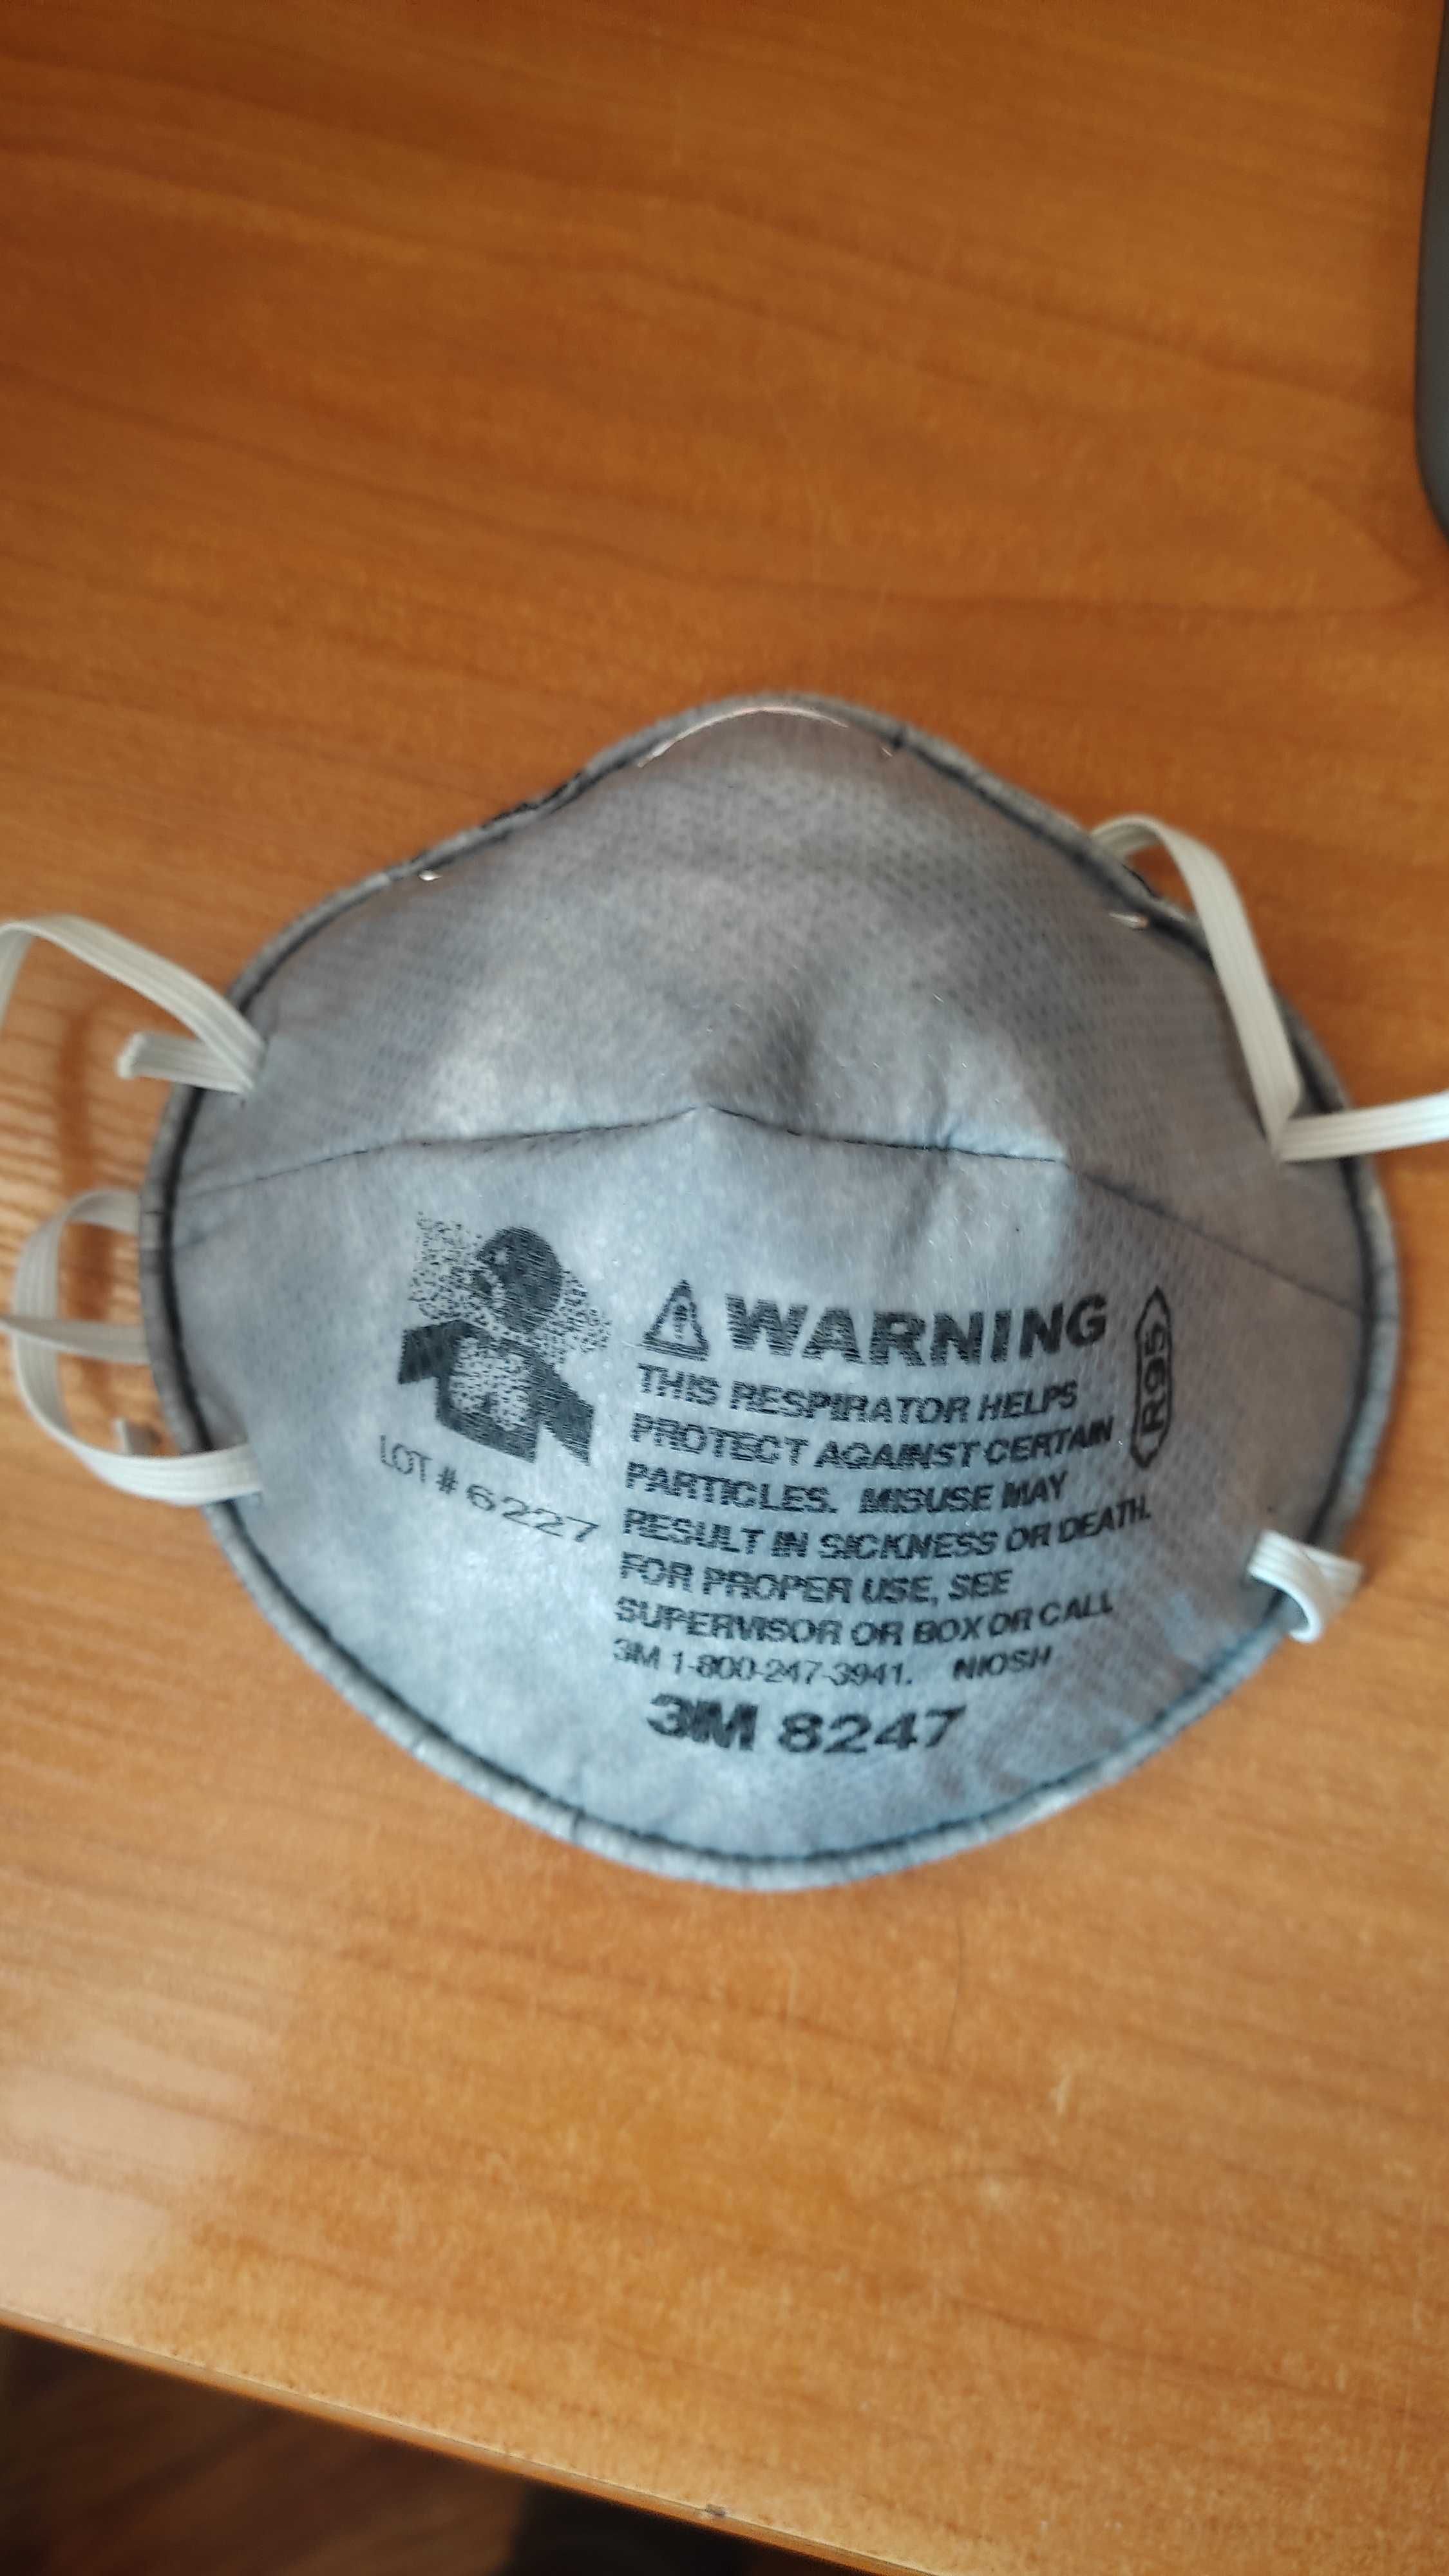 WARNING
R95
THIS RESPIRATOR HELPS
PROTECT AGAINST CERTAIN
PARTICLES. MISUSE MAY
RESULT IN SICKNESS OR DEATH.
FOR PROPER USE, SEE
SUPERVISOR OR BOX OR CALL
3M 1-800-247-3941. NIOSH
3M 8247
LOT # 6227